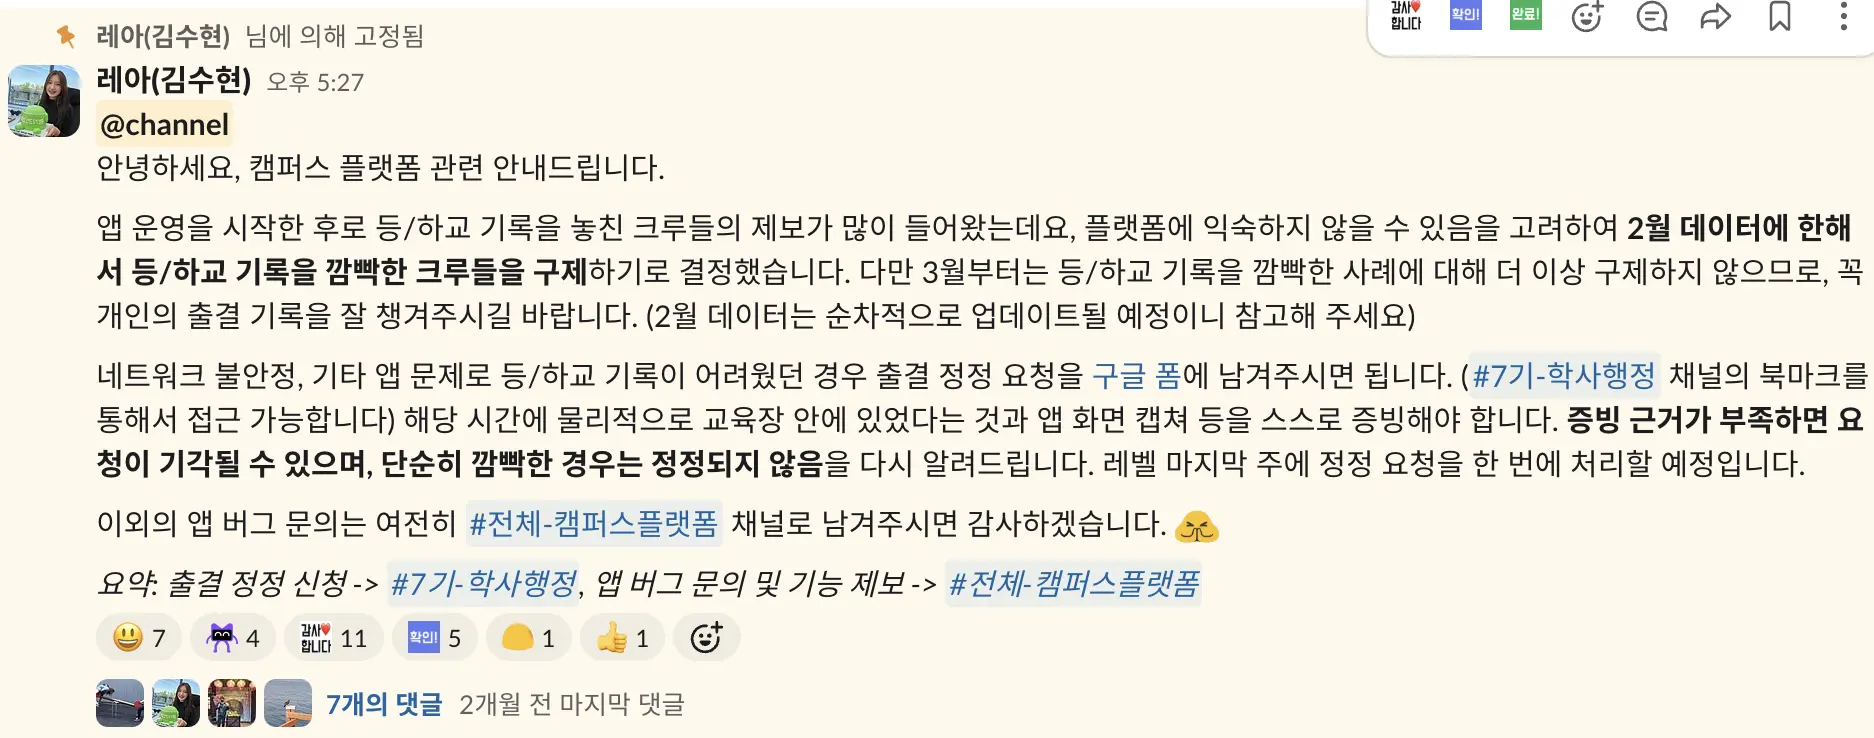 감사❤️합니다 확인! 완료!
레아(김수현) 님에 의해 고정됨
레아(김수현) 오후 5:27
@channel
안녕하세요, 캠퍼스 플랫폼 관련 안내드립니다.
앱 운영을 시작한 후로 등/하교 기록을 놓친 크루들의 제보가 많이 들어왔는데요, 플랫폼에 익숙하지 않을 수 있음을 고려하여 2월 데이터에 한해
서 등/하교 기록을 깜빡한 크루들을 구제하기로 결정했습니다. 다만 3월부터는 등/하교 기록을 깜빡한 사례에 대해 더 이상 구제하지 않으므로, 꼭
개인의 출결 기록을 잘 챙겨주시길 바랍니다. (2월 데이터는 순차적으로 업데이트될 예정이니 참고해 주세요)
네트워크 불안정, 기타 앱 문제로 등/하교 기록이 어려웠던 경우 출결 정정 요청을 구글 폼에 남겨주시면 됩니다. (#7기-학사행정 채널의 북마크를
통해서 접근 가능합니다) 해당 시간에 물리적으로 교육장 안에 있었다는 것과 앱 화면 캡쳐 등을 스스로 증빙해야 합니다. 증빙 근거가 부족하면 요
청이 기각될 수 있으며, 단순히 깜빡한 경우는 정정되지 않음을 다시 알려드립니다. 레벨 마지막 주에 정정 요청을 한 번에 처리할 예정입니다.
이외의 앱 버그 문의는 여전히 #전체-캠퍼스플랫폼 채널로 남겨주시면 감사하겠습니다.
요약: 출결 정정 신청 -> #7기-학사행정, 앱 버그 문의 및 기능 제보 -> #전체-캠퍼스플랫폼
7 4 감사❤️합니다 11 확인! 5 1 1
7개의 댓글 2개월 전 마지막 댓글